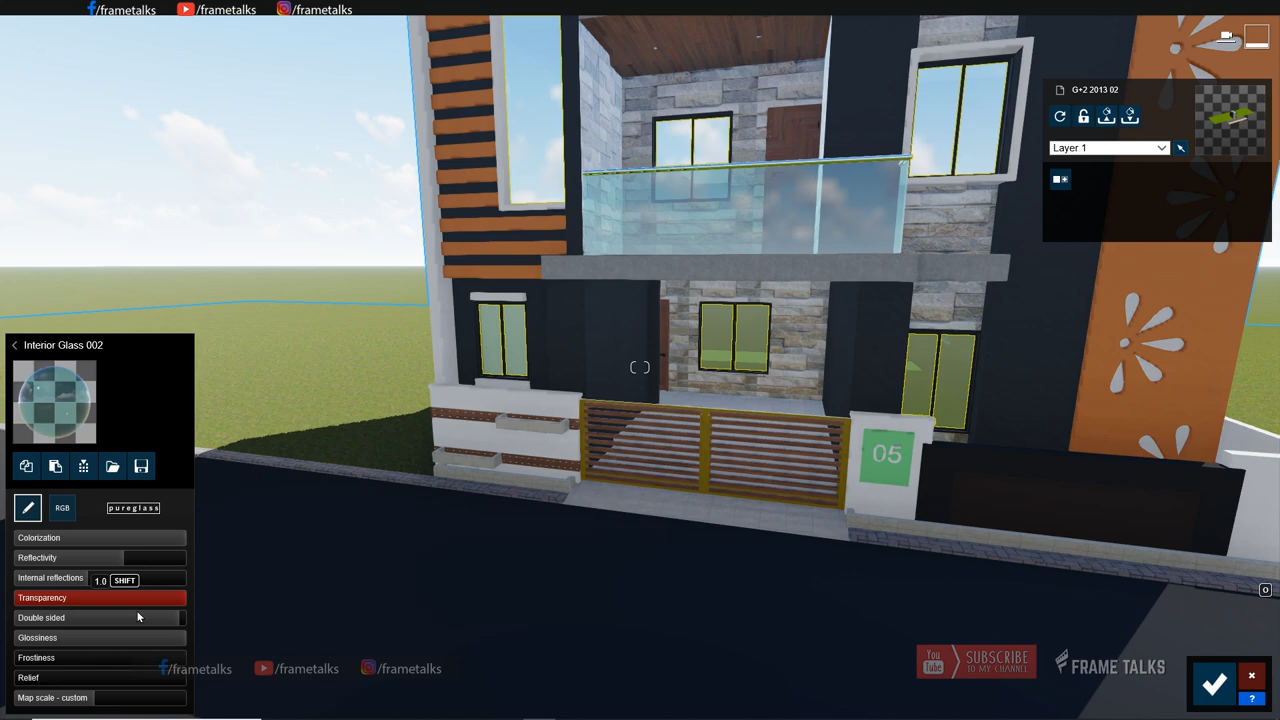 /frametalks /frametalks /frametalks
G+2 2013 02
Layer 1
Interior Glass 002
RGB pureglass
Colorization
Reflectivity
Internal reflections 1.0 SHIFT
Transparency
Double sided
Glossiness
Frostiness
Relief
Map scale - custom
05
O
/frametalks /frametalks /frametalks
You Tube SUBSCRIBE TO MY CHANNEL
FRAME TALKS
?